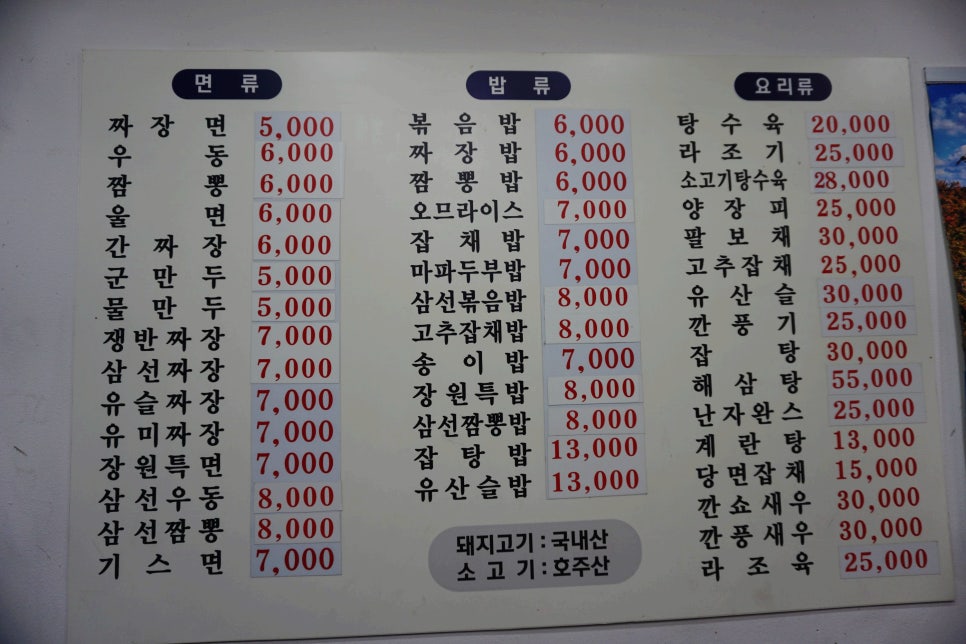 면 류
짜 장 면 5,000
우 동 6,000
짬 뽕 6,000
울 면 6,000
간 짜 장 6,000
군 만 두 5,000
물 만 두 5,000
쟁반짜장 7,000
삼선짜장 7,000
유슬짜장 7,000
유미짜장 7,000
장원특면 7,000
삼선우동 8,000
삼선짬뽕 8,000
기 스 면 7,000
밥 류
볶 음 밥 6,000
짜 장 밥 6,000
짬 뽕 밥 6,000
오므라이스 7,000
잡 채 밥 7,000
마파두부밥 7,000
삼선볶음밥 8,000
고추잡채밥 8,000
송 이 밥 7,000
장원특밥 8,000
삼선짬뽕밥 8,000
잡 탕 밥 13,000
유산슬밥 13,000
돼지고기 : 국내산
소 고 기 : 호주산
요리류
탕 수 육 20,000
라 조 기 25,000
소고기탕수육 28,000
양 장 피 25,000
팔 보 채 30,000
고추잡채 25,000
유 산 슬 30,000
깐 풍 기 25,000
잡 탕 30,000
해 삼 탕 55,000
난자완스 25,000
계 란 탕 13,000
당면잡채 15,000
깐쇼새우 30,000
깐풍새우 30,000
라 조 육 25,000